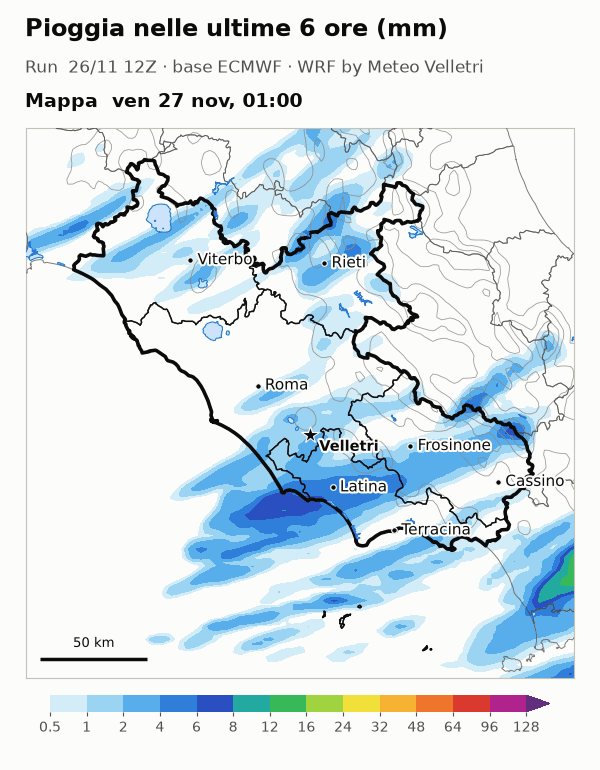 Pioggia nelle ultime 6 ore (mm)
Run  26/11 12Z · base ECMWF · WRF by Meteo Velletri
Mappa  ven 27 nov, 01:00
Viterbo
Rieti
Roma
Velletri
Frosinone
Latina
Cassino
Terracina
50 km
0.5 1 2 4 6 8 12 16 24 32 48 64 96 128